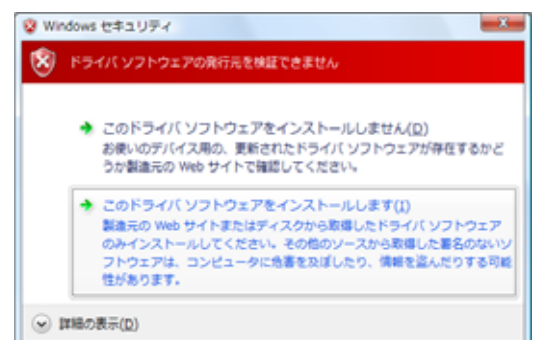 Windows セキュリティ
ドライバ ソフトウェアの発行元を検証できません
このドライバ ソフトウェアをインストールしません(D)
お使いのデバイス用の、更新されたドライバ ソフトウェアが存在するかど
うか製造元の Web サイトで確認してください。
このドライバ ソフトウェアをインストールします(I)
製造元の Web サイトまたはディスクから取得したドライバ ソフトウェア
のみインストールしてください。その他のソースから取得した署名のないソ
フトウェアは、コンピュータに危害を及ぼしたり、情報を盗んだりする可能
性があります。
詳細の表示(D)